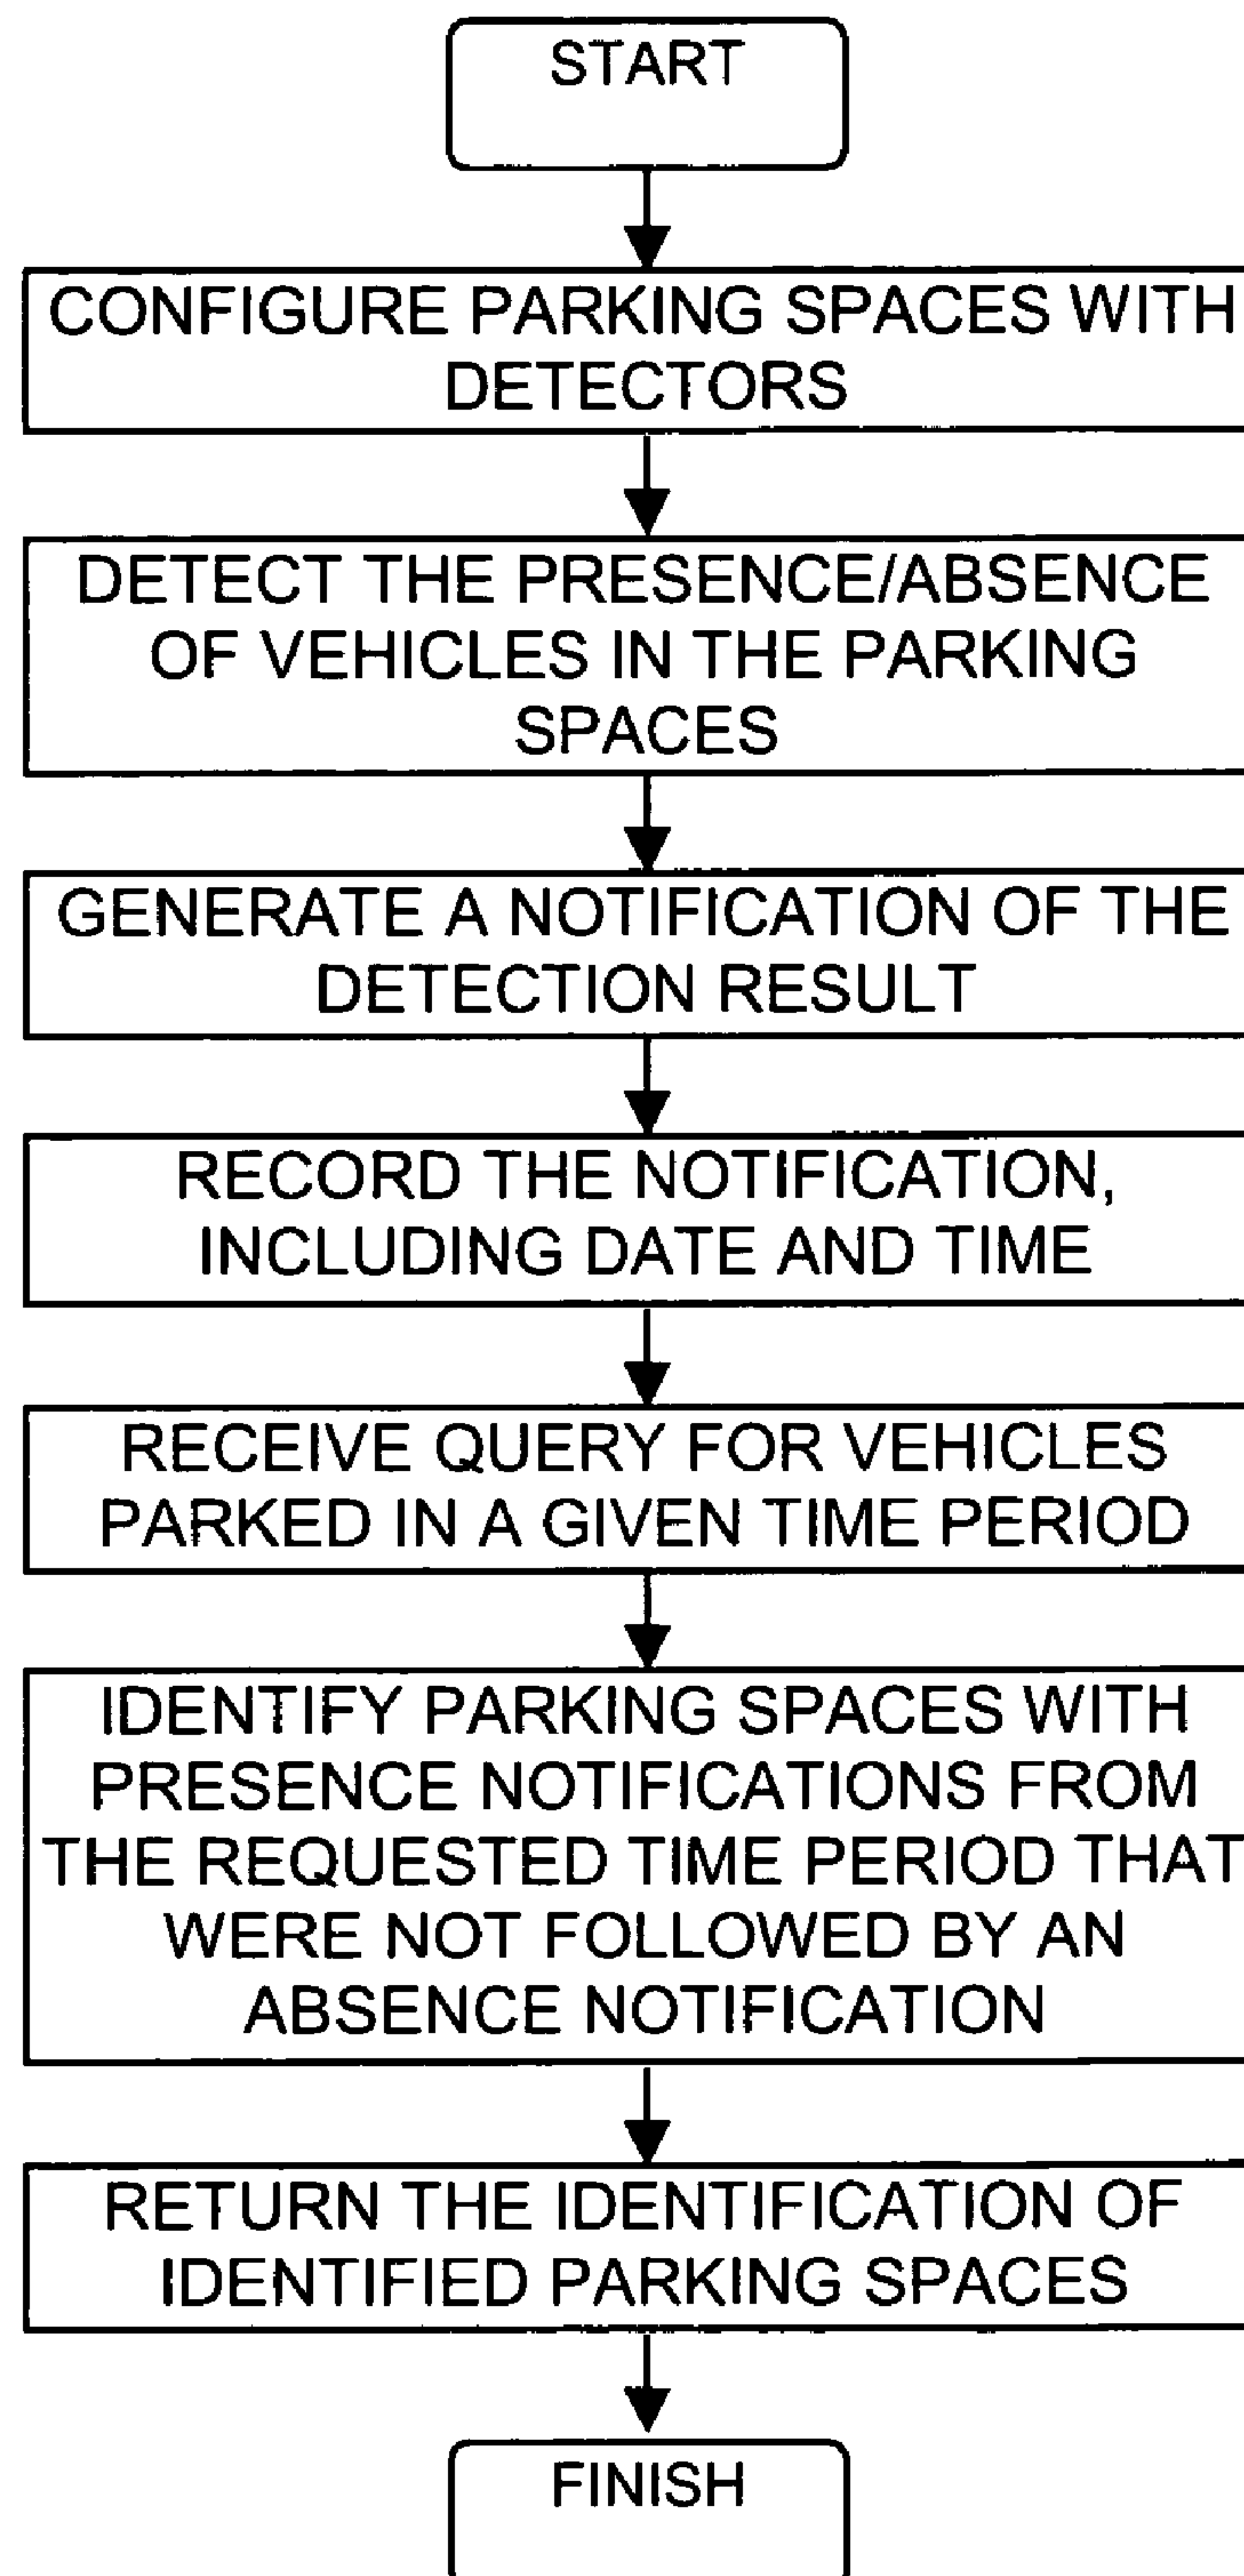 START
CONFIGURE PARKING SPACES WITH
DETECTORS
DETECT THE PRESENCE/ABSENCE
OF VEHICLES IN THE PARKING
SPACES
GENERATE A NOTIFICATION OF THE
DETECTION RESULT
RECORD THE NOTIFICATION,
INCLUDING DATE AND TIME
RECEIVE QUERY FOR VEHICLES
PARKED IN A GIVEN TIME PERIOD
IDENTIFY PARKING SPACES WITH
PRESENCE NOTIFICATIONS FROM
THE REQUESTED TIME PERIOD THAT
WERE NOT FOLLOWED BY AN
ABSENCE NOTIFICATION
RETURN THE IDENTIFICATION OF
IDENTIFIED PARKING SPACES
FINISH